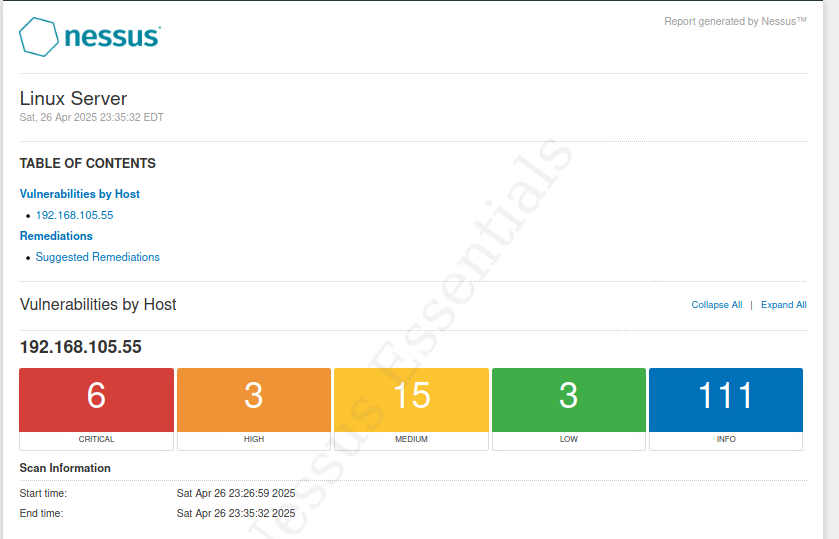 nessus
Report generated by Nessus™
Linux Server
Sat, 26 Apr 2025 23:35:32 EDT
TABLE OF CONTENTS
Vulnerabilities by Host
• 192.168.105.55
Remediations
• Suggested Remediations
Vulnerabilities by Host
Collapse All | Expand All
192.168.105.55
6 3 15 3 111
CRITICAL HIGH MEDIUM LOW INFO
Scan Information
Start time: Sat Apr 26 23:26:59 2025
End time: Sat Apr 26 23:35:32 2025
Nessus Essentials